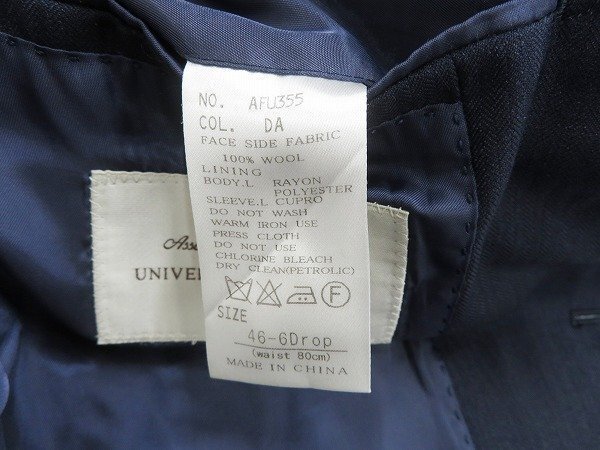 NO. AFU355
COL. DA
FACE SIDE FABRIC
100% WOOL
LINING
BODY.L RAYON
POLYESTER
SLEEVE.L CUPRO
DO NOT WASH
WARM IRON USE
PRESS CLOTH
DO NOT USE
CHLORINE BLEACH
DRY CLEAN(PETROLIC)
F
SIZE
46-6Drop
(waist 80cm)
MADE IN CHINA